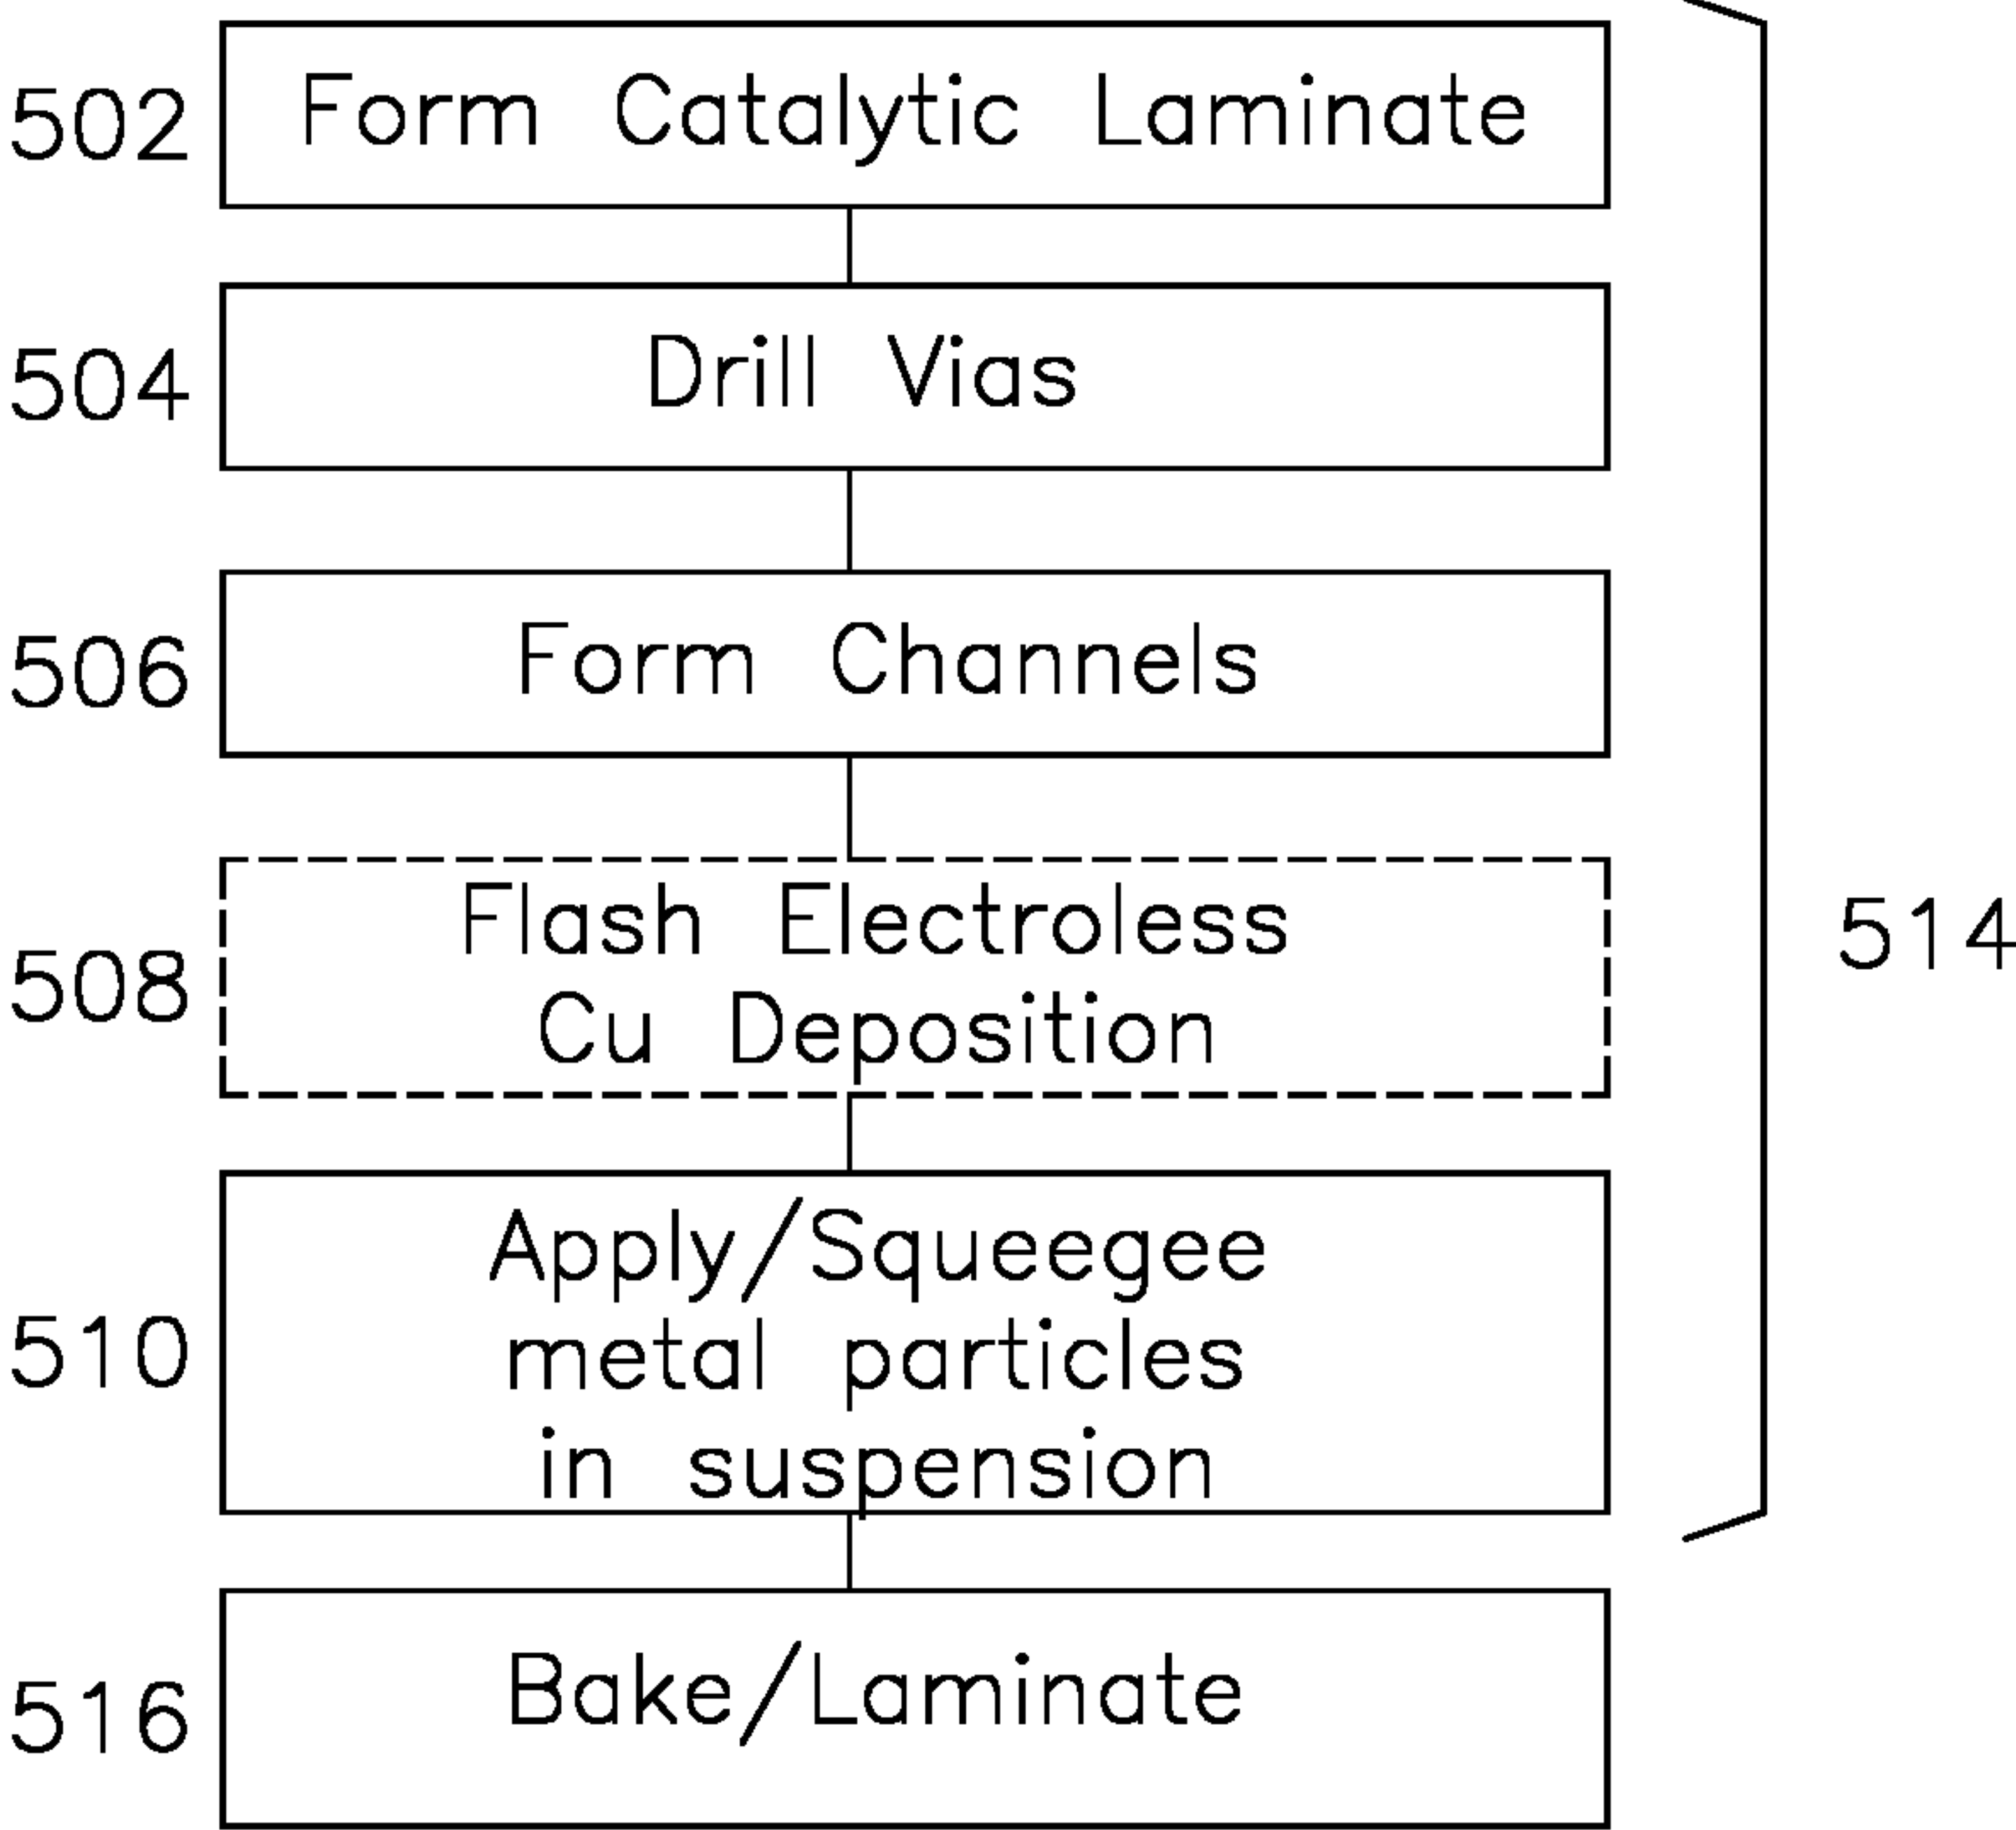 502
Form Catalytic Laminate
504
Drill Vias
506
Form Channels
508
Flash Electroless
Cu Deposition
514
510
Apply/Squeegee
metal particles
in suspension
516
Bake/Laminate